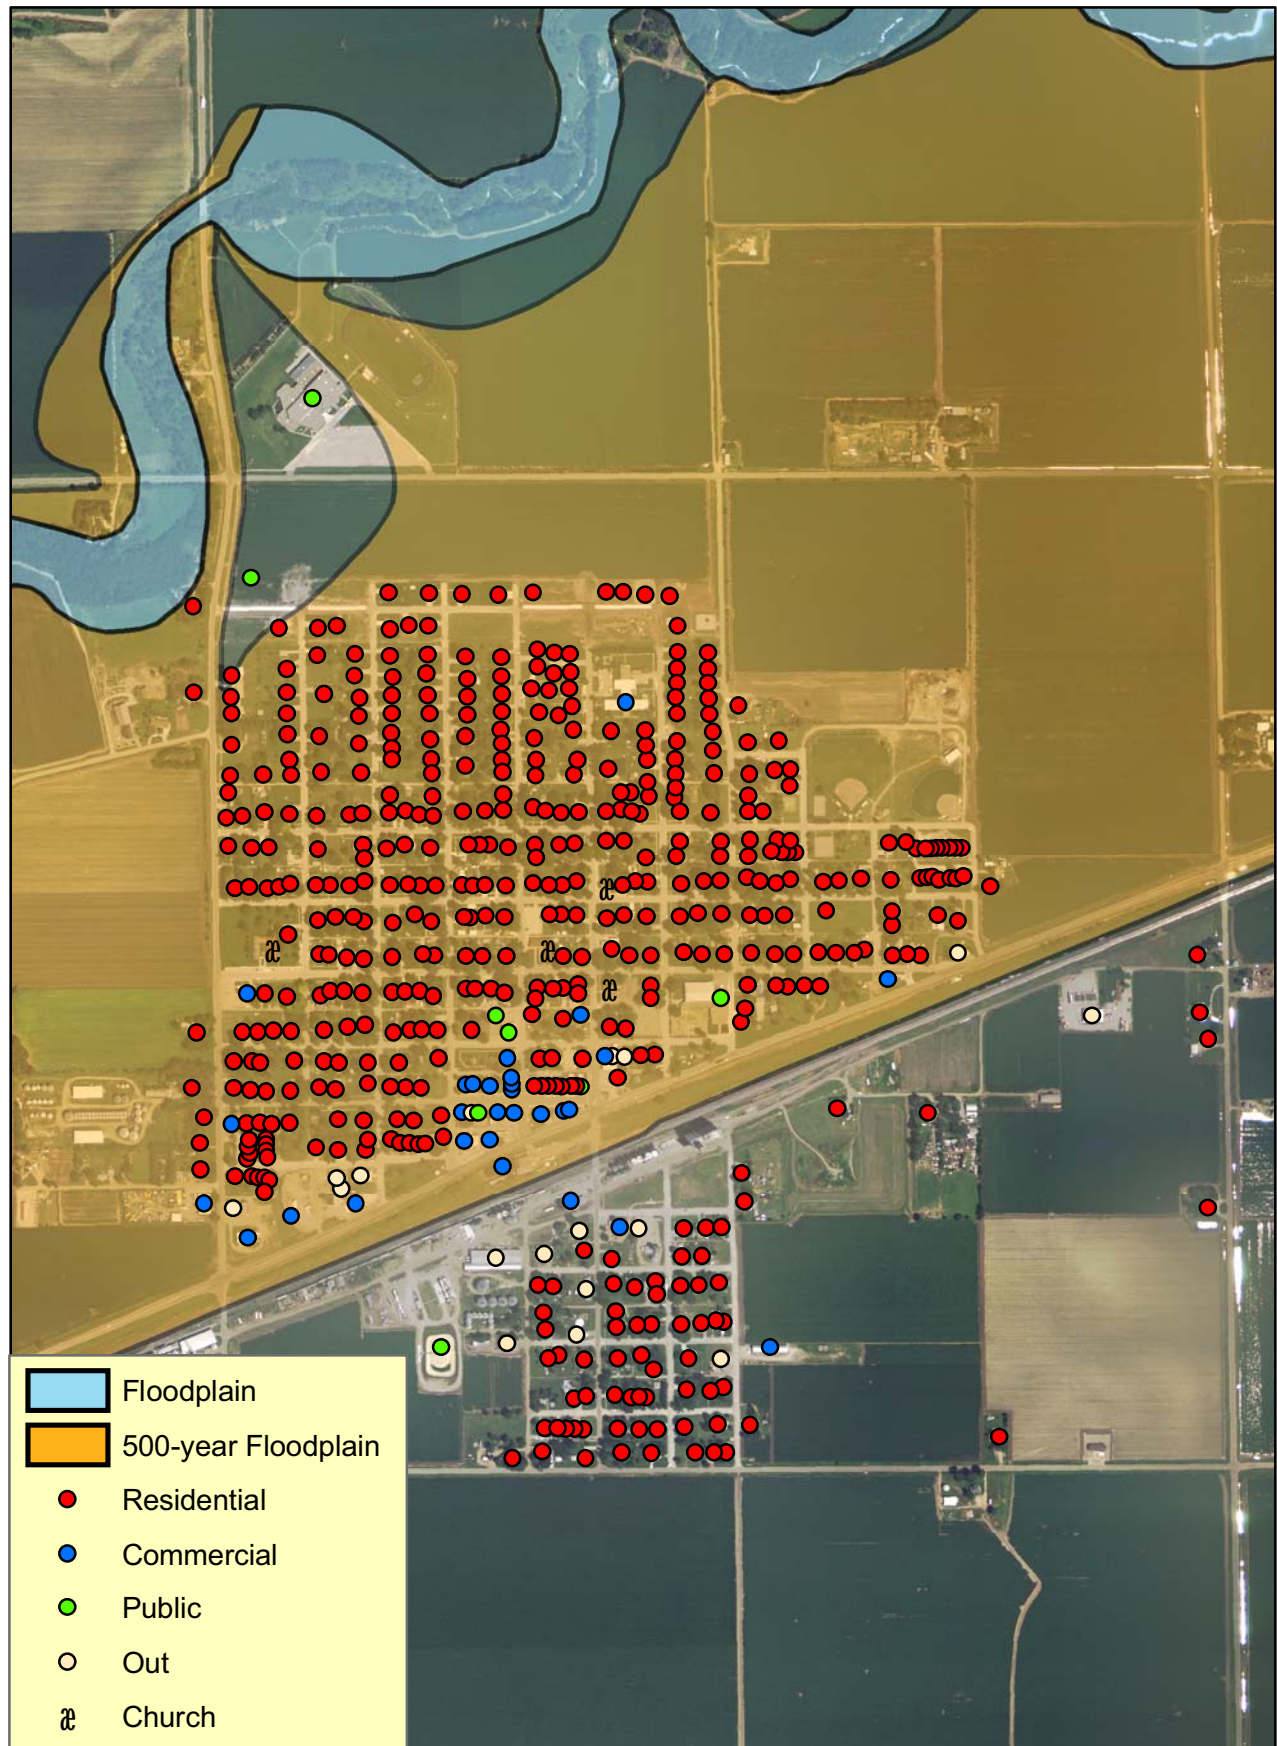 æ
æ
æ
æ
Floodplain
500-year Floodplain
Residential
Commercial
Public
Out
æ Church